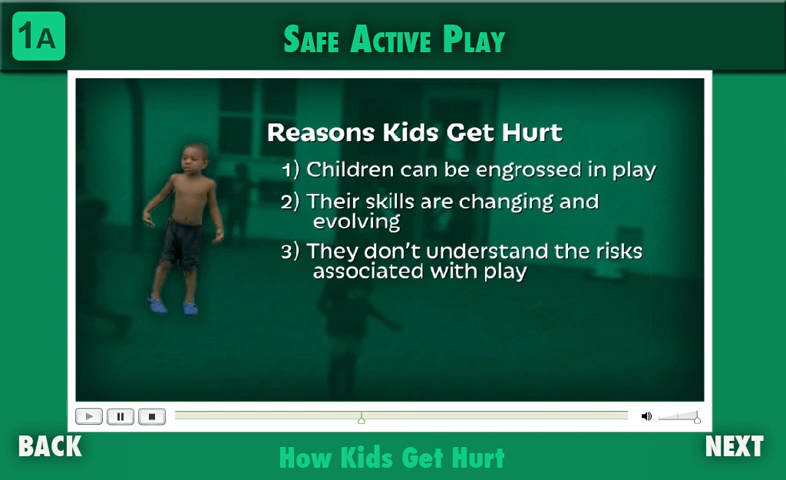 1A
Safe Active Play
Reasons Kids Get Hurt
1) Children can be engrossed in play
2) Their skills are changing and
evolving
3) They don't understand the risks
associated with play
BACK
How Kids Get Hurt
NEXT